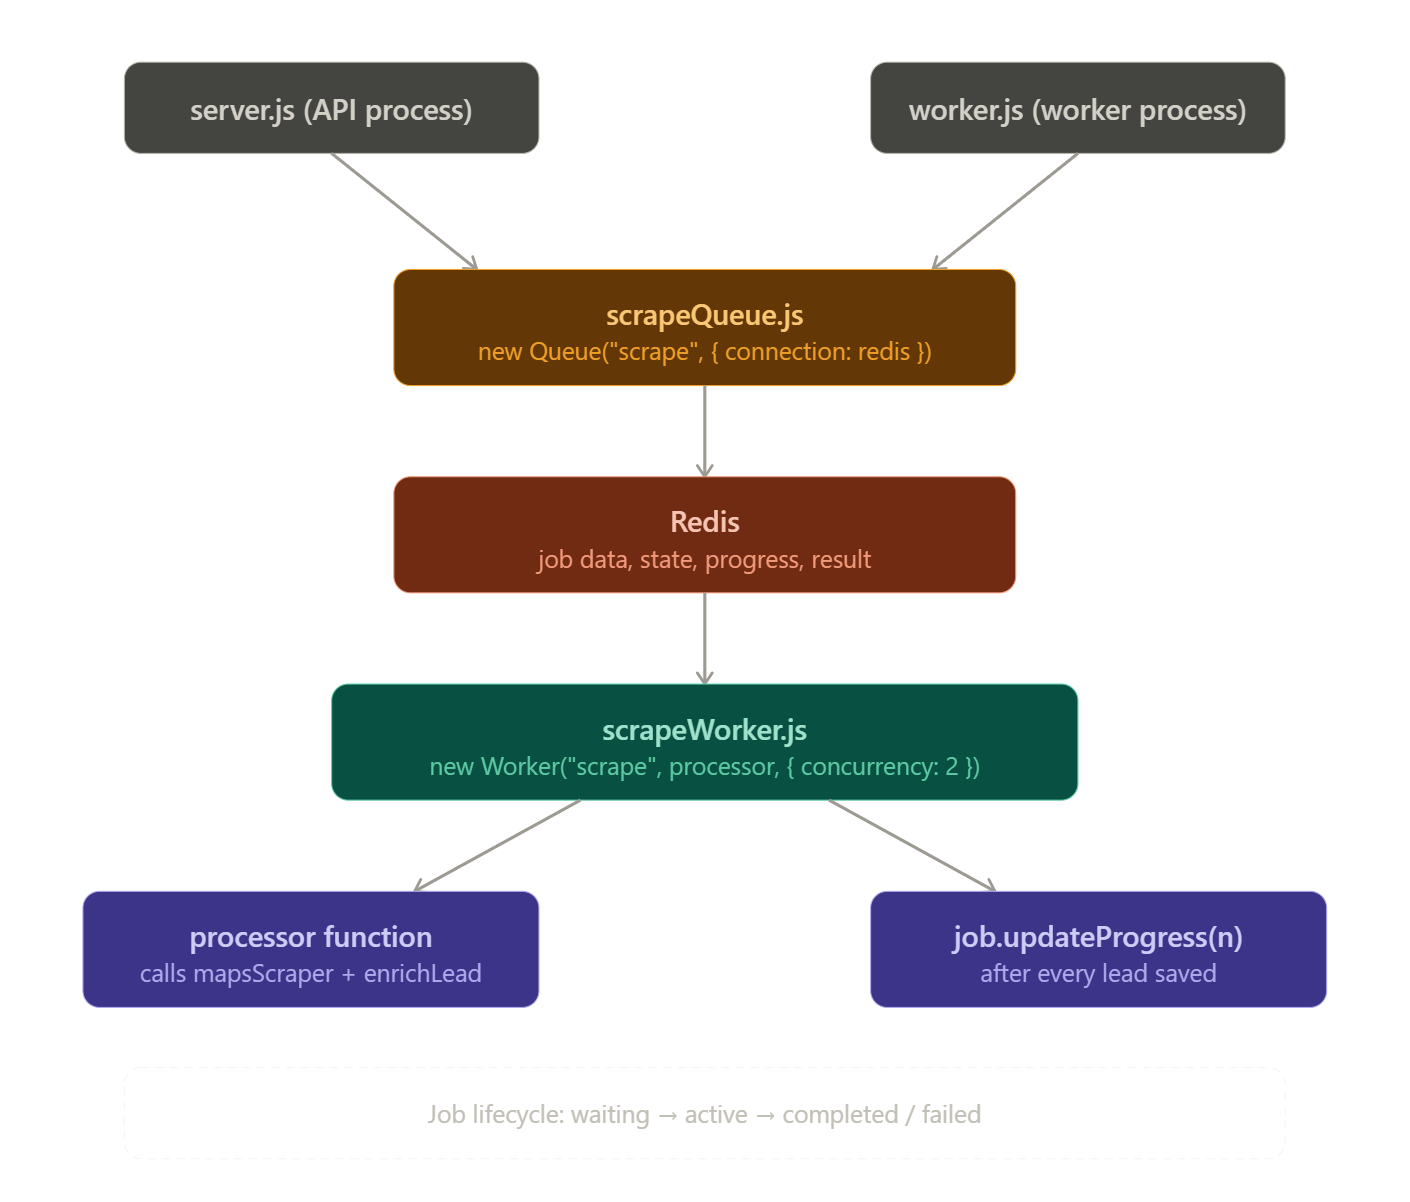 server.js (API process)
worker.js (worker process)
scrapeQueue.js
new Queue("scrape", { connection: redis })
Redis
job data, state, progress, result
scrapeWorker.js
new Worker("scrape", processor, { concurrency: 2 })
processor function
calls mapsScraper + enrichLead
job.updateProgress(n)
after every lead saved
Job lifecycle: waiting → active → completed / failed